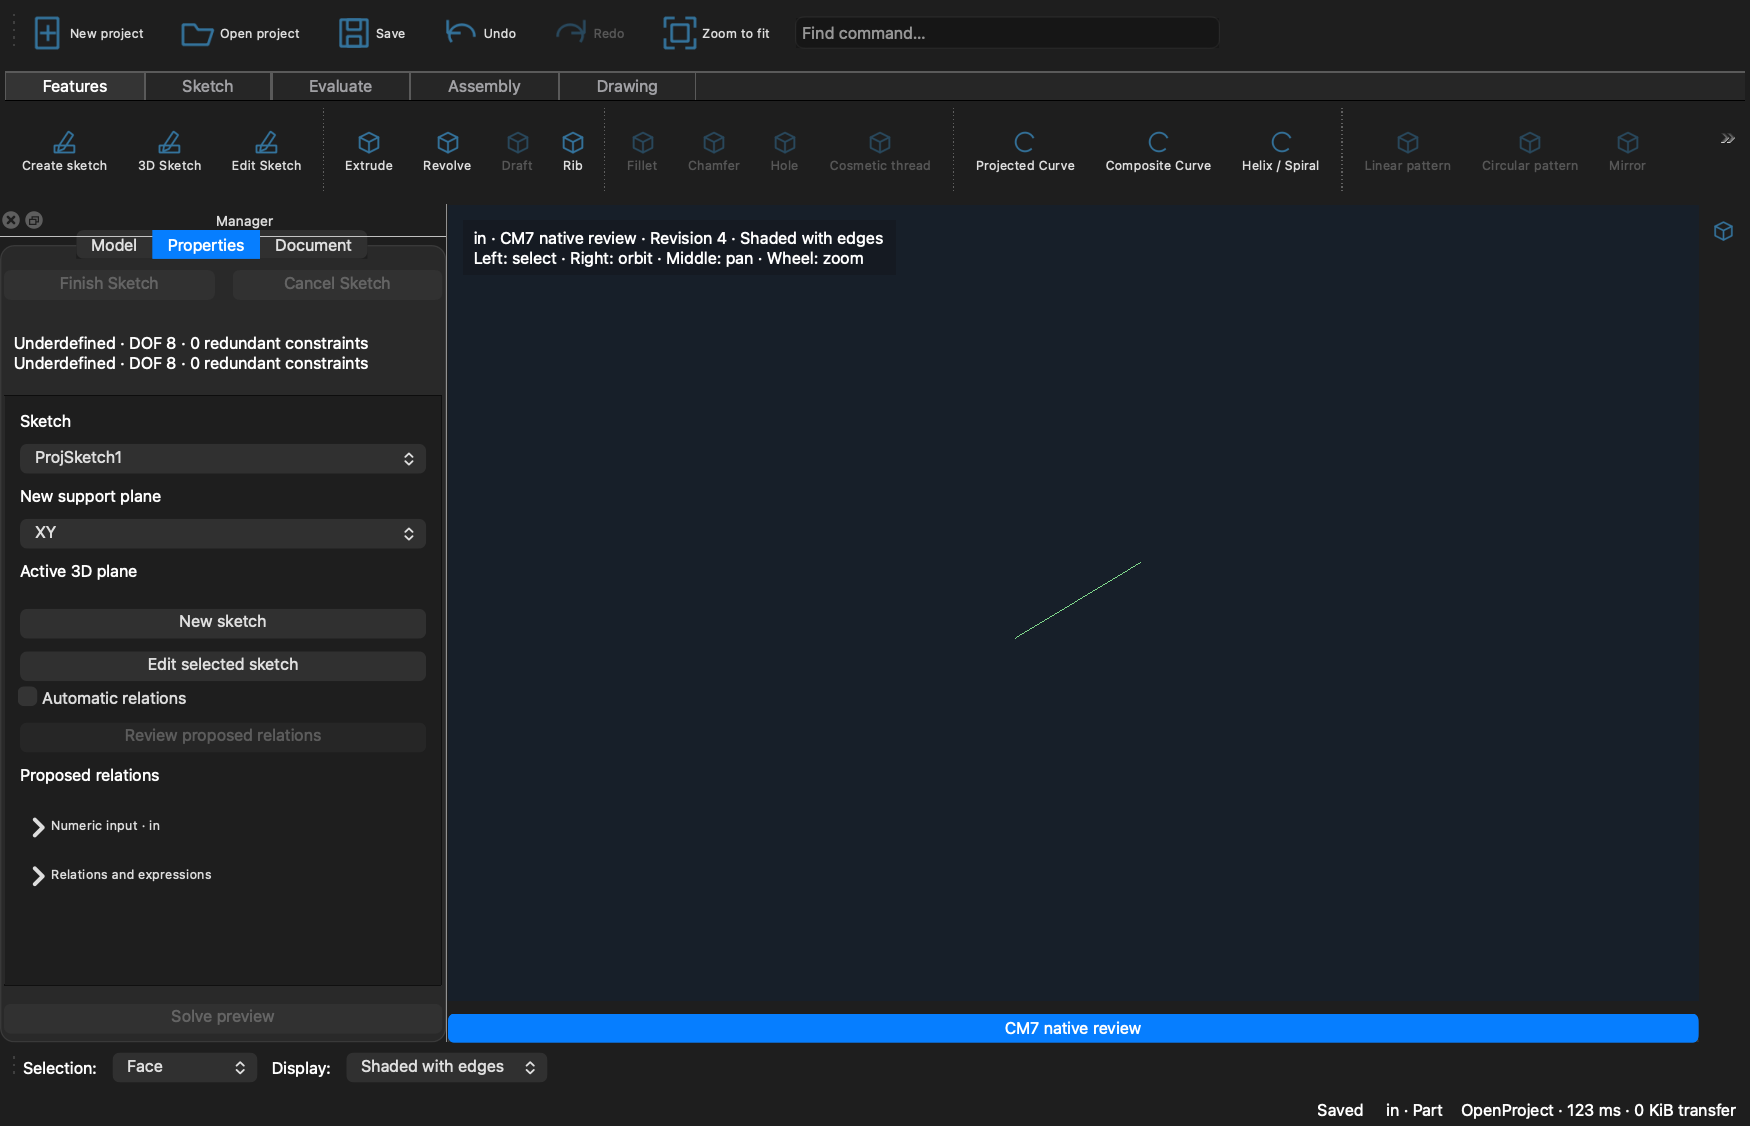 New project
Open project
Save
Undo
Redo
Zoom to fit
Find command...
Features
Sketch
Evaluate
Assembly
Drawing
Create sketch
3D Sketch
Edit Sketch
Extrude
Revolve
Draft
Rib
Fillet
Chamfer
Hole
Cosmetic thread
Projected Curve
Composite Curve
Helix / Spiral
Linear pattern
Circular pattern
Mirror
Manager
Model
Properties
Document
Finish Sketch
Cancel Sketch
Underdefined · DOF 8 · 0 redundant constraints
Underdefined · DOF 8 · 0 redundant constraints
Sketch
ProjSketch1
New support plane
XY
Active 3D plane
New sketch
Edit selected sketch
Automatic relations
Review proposed relations
Proposed relations
Numeric input · in
Relations and expressions
Solve preview
in · CM7 native review · Revision 4 · Shaded with edges
Left: select · Right: orbit · Middle: pan · Wheel: zoom
CM7 native review
Selection:
Face
Display:
Shaded with edges
Saved
in · Part
OpenProject · 123 ms · 0 KiB transfer